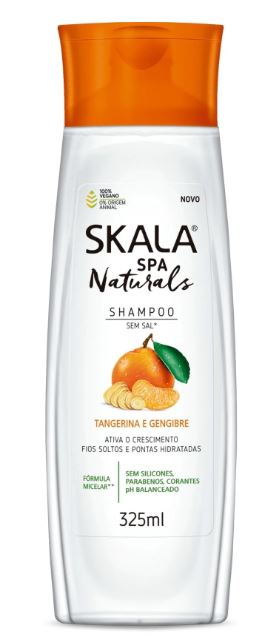 100%
VEGANO
0% ORIGEM
ANIMAL
NOVO
SKALA®
SPA
Naturals
SHAMPOO
SEM SAL*
TANGERINA E GENGIBRE
ATIVA O CRESCIMENTO
FIOS SOLTOS E PONTAS HIDRATADAS
FÓRMULA
MICELAR**
SEM SILICONES,
PARABENOS, CORANTES
pH BALANCEADO
325ml